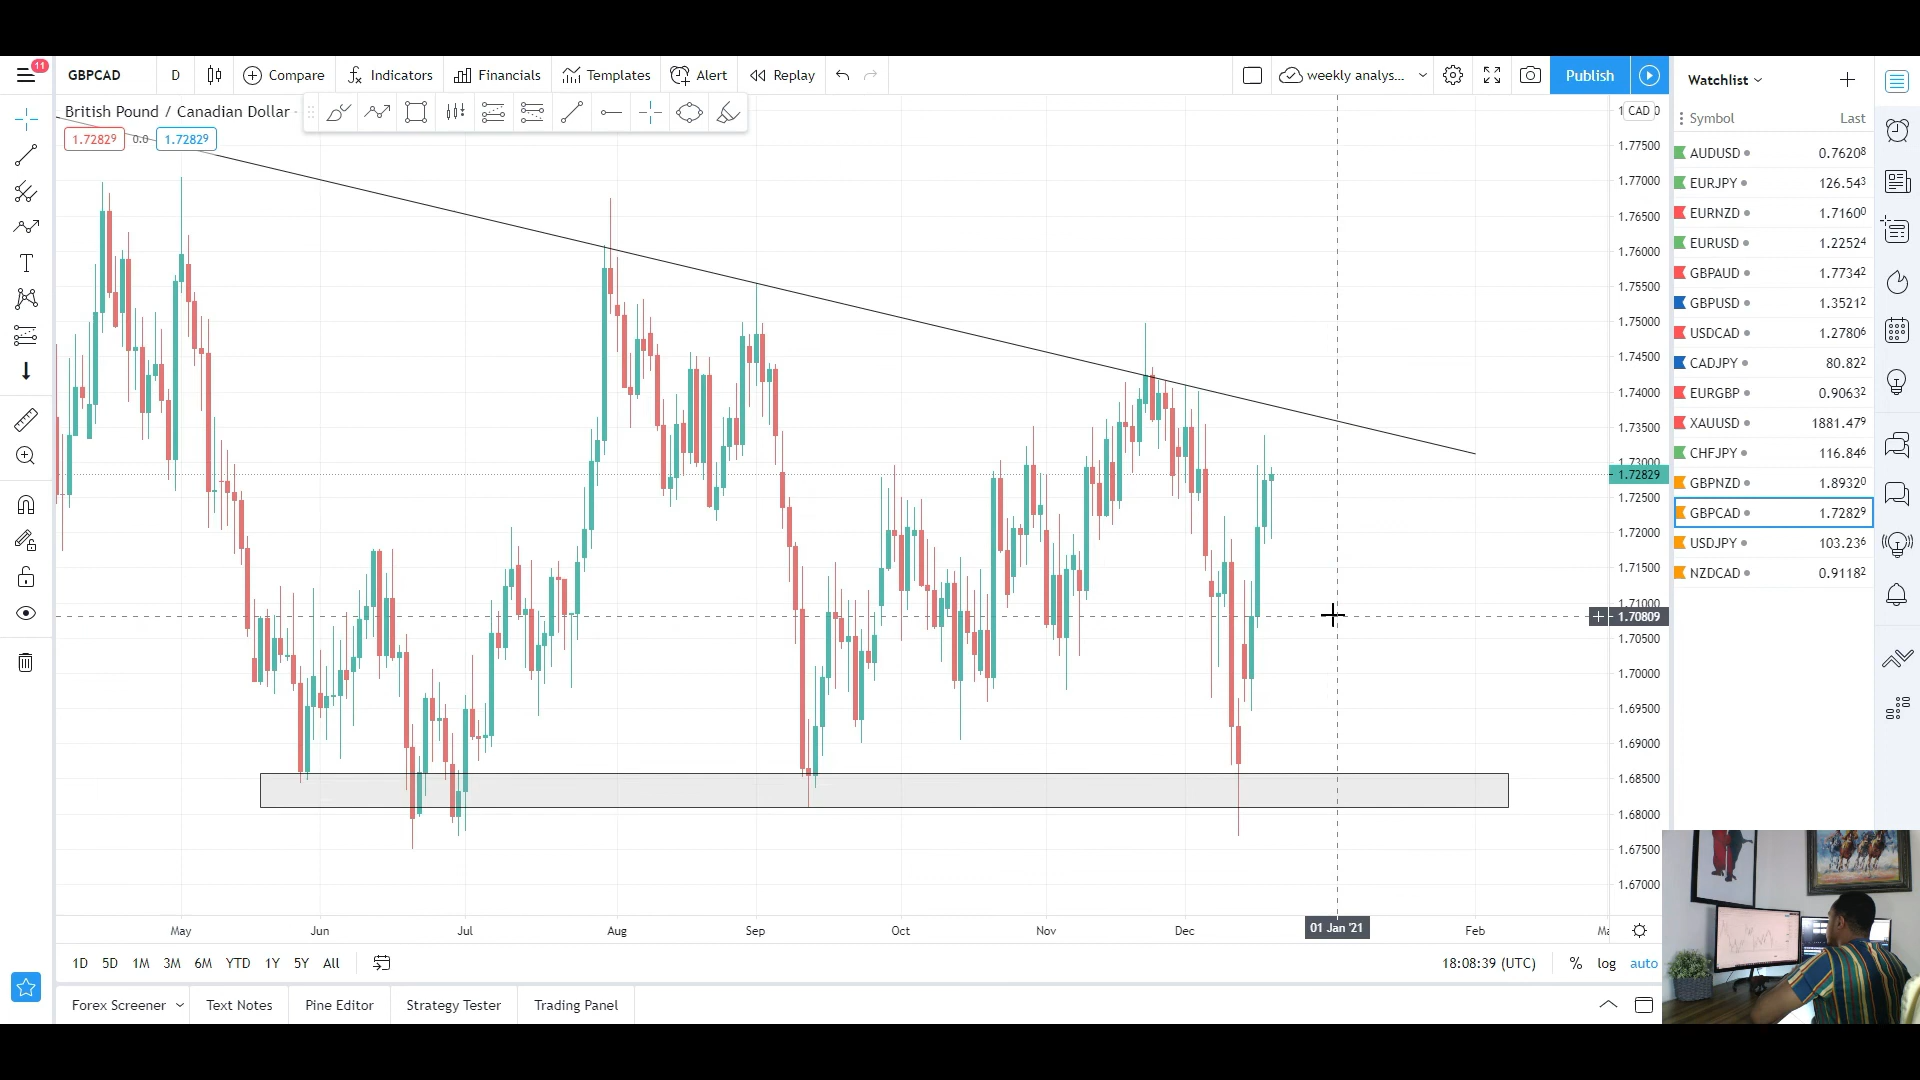 11
GBPCAD D Compare Indicators Financials Templates Alert Replay weekly analys... Publish
British Pound / Canadian Dollar
1.72829 0.0 1.72829
CAD
1.77500
1.77000
1.76500
1.76000
1.75500
1.75000
1.74500
1.74000
1.73500
1.73000
1.72829
1.72500
1.72000
1.71500
1.71000
1.70809
1.70500
1.70000
1.69500
1.69000
1.68500
1.68000
1.67500
1.67000
May Jun Jul Aug Sep Oct Nov Dec 01 Jan '21 Feb
1D 5D 1M 3M 6M YTD 1Y 5Y All 18:08:39 (UTC) % log auto
Forex Screener Text Notes Pine Editor Strategy Tester Trading Panel
Watchlist
Symbol Last
AUDUSD 0.76208
EURJPY 126.543
EURNZD 1.71600
EURUSD 1.22524
GBPAUD 1.77342
GBPUSD 1.35212
USDCAD 1.27806
CADJPY 80.822
EURGBP 0.90632
XAUUSD 1881.479
CHFJPY 116.846
GBPNZD 1.89320
GBPCAD 1.72829
USDJPY 103.236
NZDCAD 0.91182